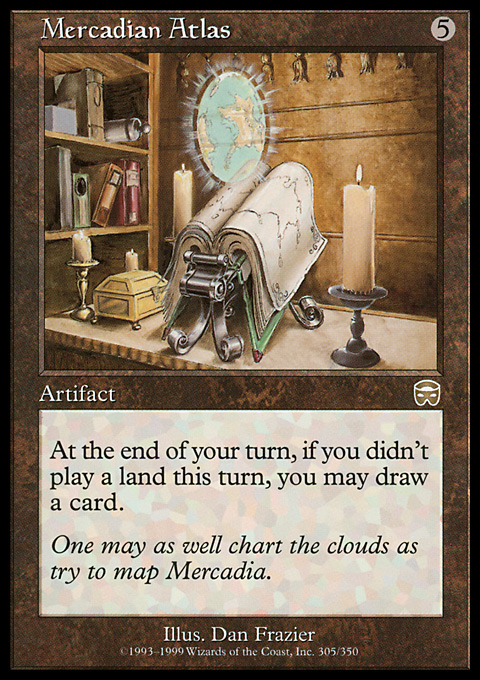 Mercadian Atlas 5
Artifact
At the end of your turn, if you didn't
play a land this turn, you may draw
a card.
One may as well chart the clouds as
try to map Mercadia.
Illus. Dan Frazier
©1993–1999 Wizards of the Coast, Inc. 305/350